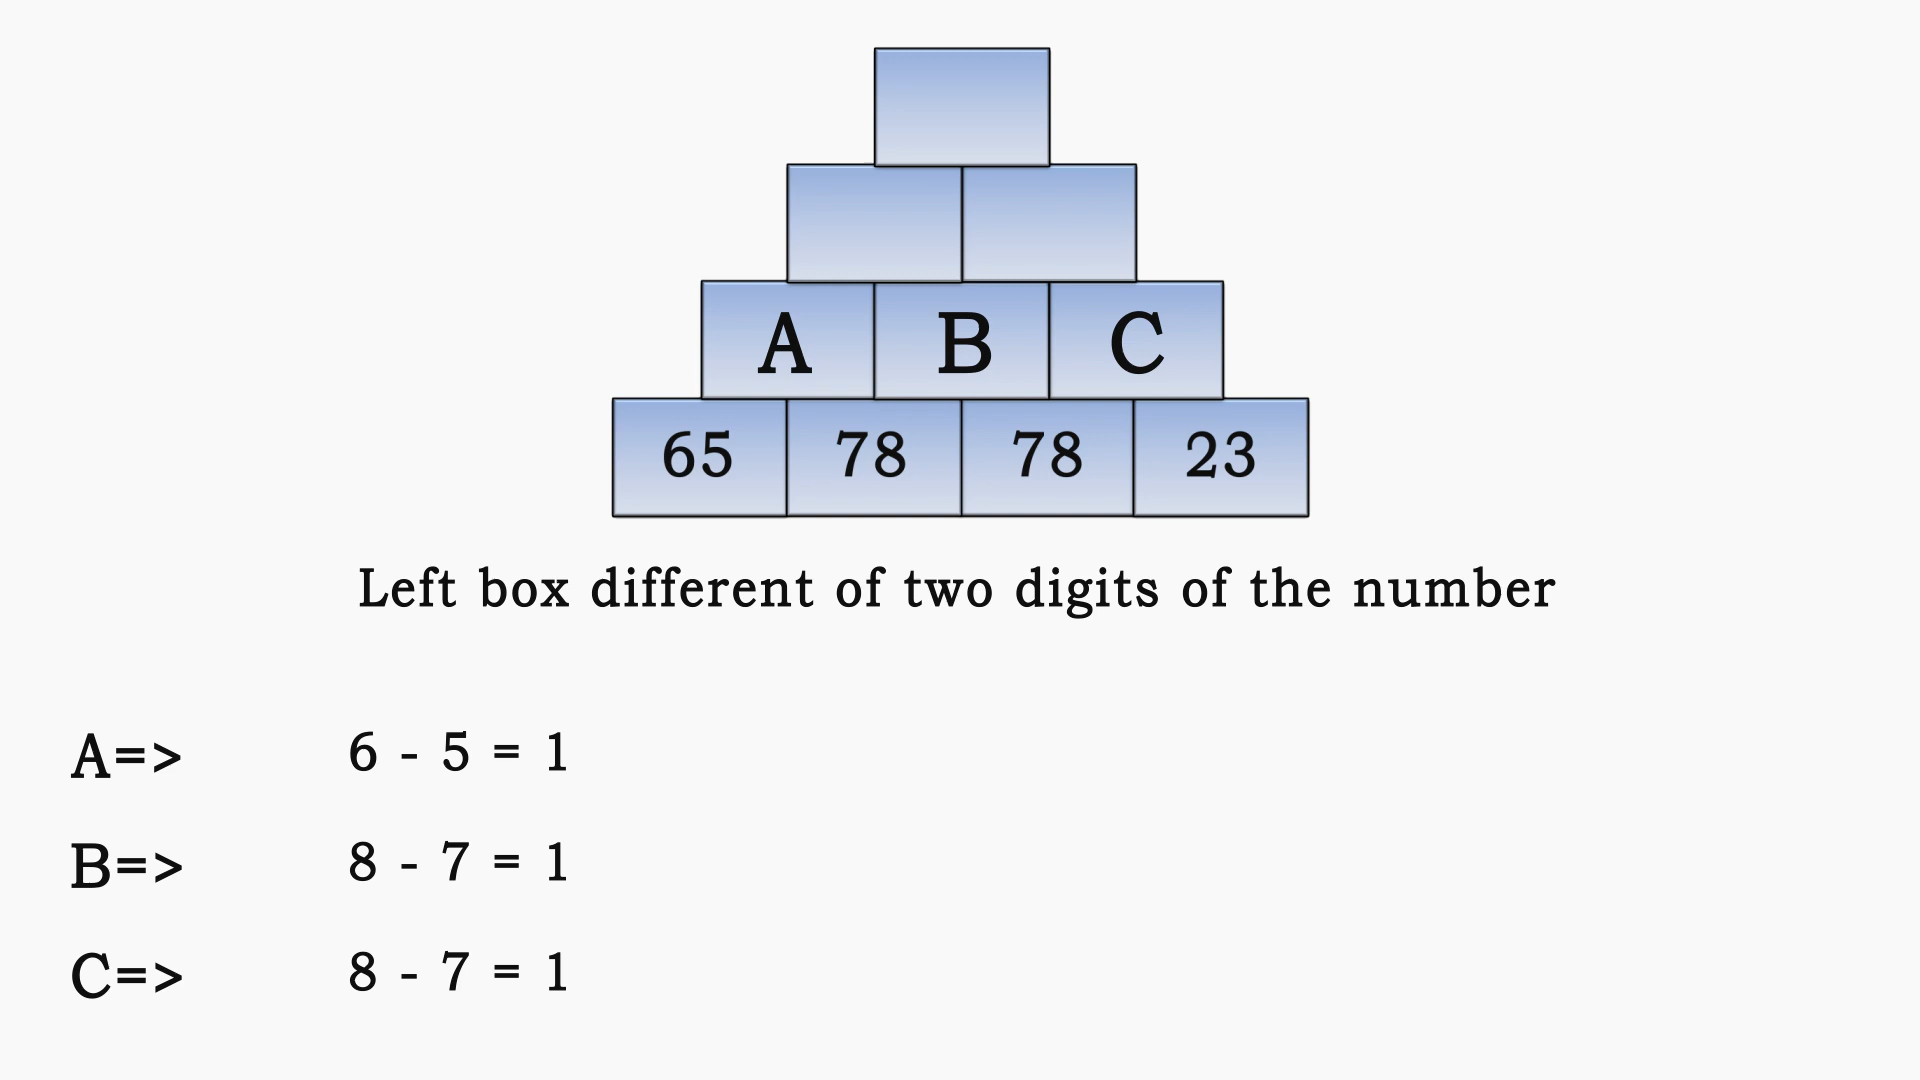 A B C
65 78 78 23
Left box different of two digits of the number
A=> 6 - 5 = 1
B=> 8 - 7 = 1
C=> 8 - 7 = 1